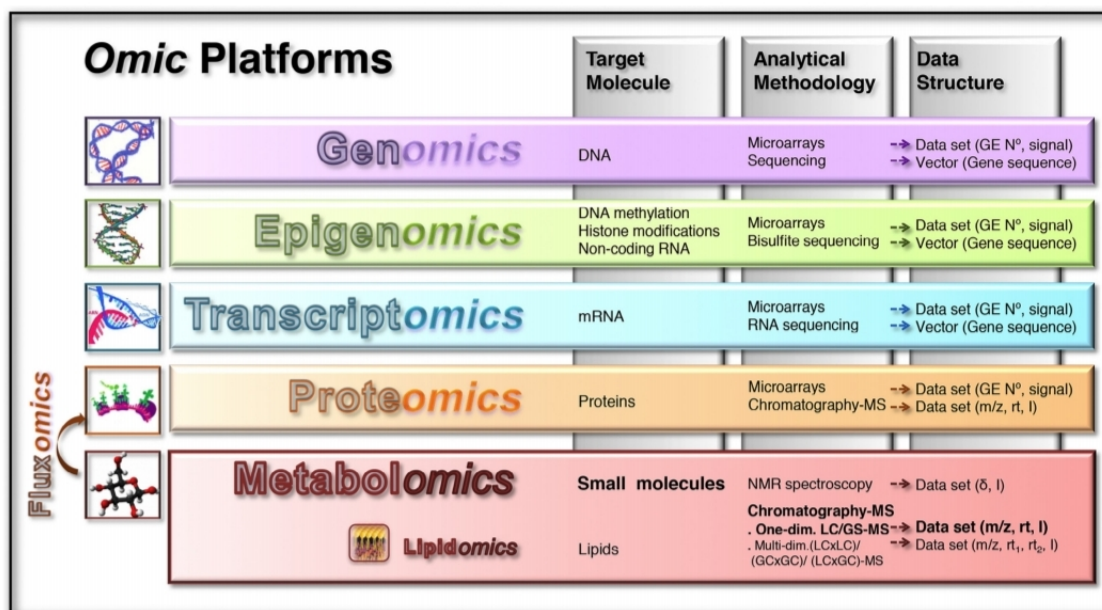 Omic Platforms
Target
Molecule
Analytical
Methodology
Data
Structure
Genomics
DNA
Microarrays
Sequencing
Data set (GE Nº, signal)
Vector (Gene sequence)
Epigenomics
DNA methylation
Histone modifications
Non-coding RNA
Microarrays
Bisulfite sequencing
Data set (GE Nº, signal)
Vector (Gene sequence)
Transcriptomics
mRNA
Microarrays
RNA sequencing
Data set (GE Nº, signal)
Vector (Gene sequence)
Fluxomics
Proteomics
Proteins
Microarrays
Chromatography-MS
Data set (GE Nº, signal)
Data set (m/z, rt, I)
Metabolomics
Small molecules
NMR spectroscopy
Data set (δ, I)
Chromatography-MS
. One-dim. LC/GS-MS
Data set (m/z, rt, I)
Lipidomics
Lipids
. Multi-dim.(LCxLC)/
(GCxGC)/ (LCxGC)-MS
Data set (m/z, rt₁, rt₂, I)